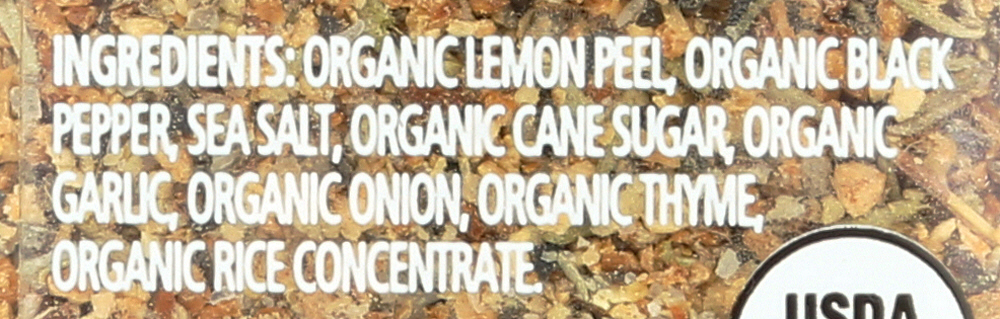 INGREDIENTS: ORGANIC LEMON PEEL, ORGANIC BLACK
PEPPER, SEA SALT, ORGANIC CANE SUGAR, ORGANIC
GARLIC, ORGANIC ONION, ORGANIC THYME,
ORGANIC RICE CONCENTRATE.
USDA